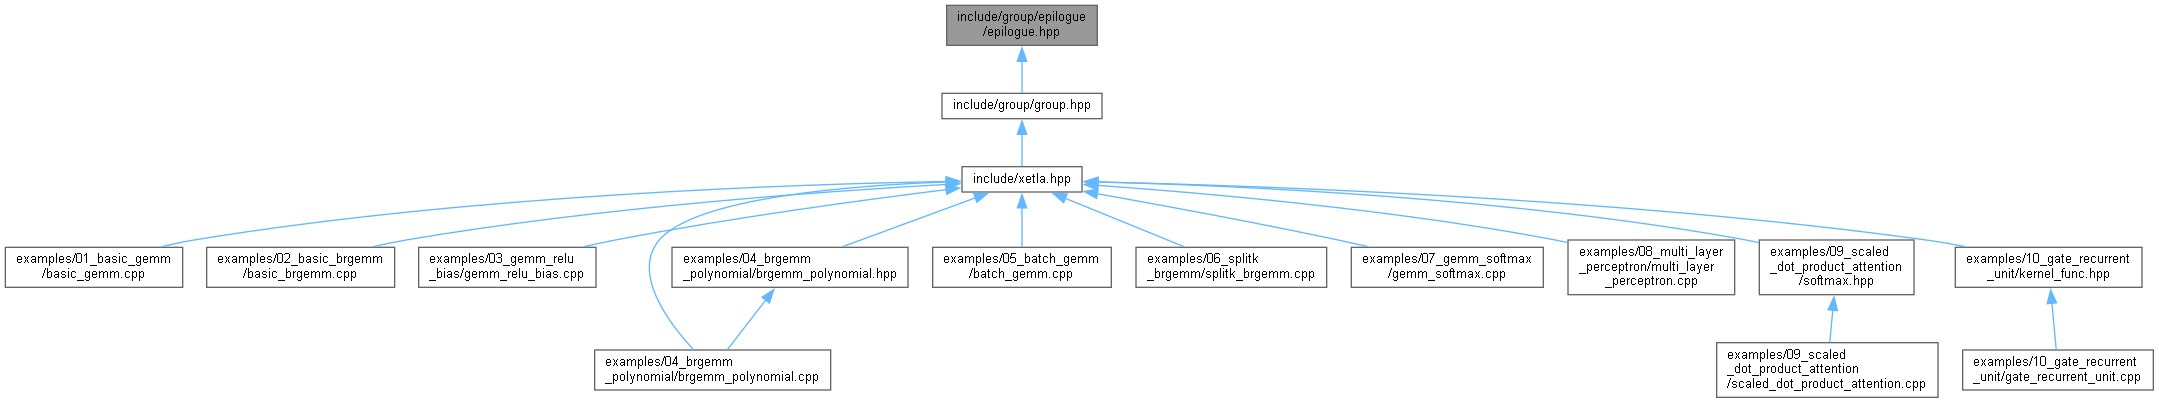 include/group/epilogue
/epilogue.hpp
include/group/group.hpp
include/xetla.hpp
examples/01_basic_gemm
/basic_gemm.cpp
examples/02_basic_brgemm
/basic_brgemm.cpp
examples/03_gemm_relu
_bias/gemm_relu_bias.cpp
examples/04_brgemm
_polynomial/brgemm_polynomial.hpp
examples/05_batch_gemm
/batch_gemm.cpp
examples/06_splitk
_brgemm/splitk_brgemm.cpp
examples/07_gemm_softmax
/gemm_softmax.cpp
examples/08_multi_layer
_perceptron/multi_layer
_perceptron.cpp
examples/09_scaled
_dot_product_attention
/softmax.hpp
examples/10_gate_recurrent
_unit/kernel_func.hpp
examples/04_brgemm
_polynomial/brgemm_polynomial.cpp
examples/09_scaled
_dot_product_attention
/scaled_dot_product_attention.cpp
examples/10_gate_recurrent
_unit/gate_recurrent_unit.cpp